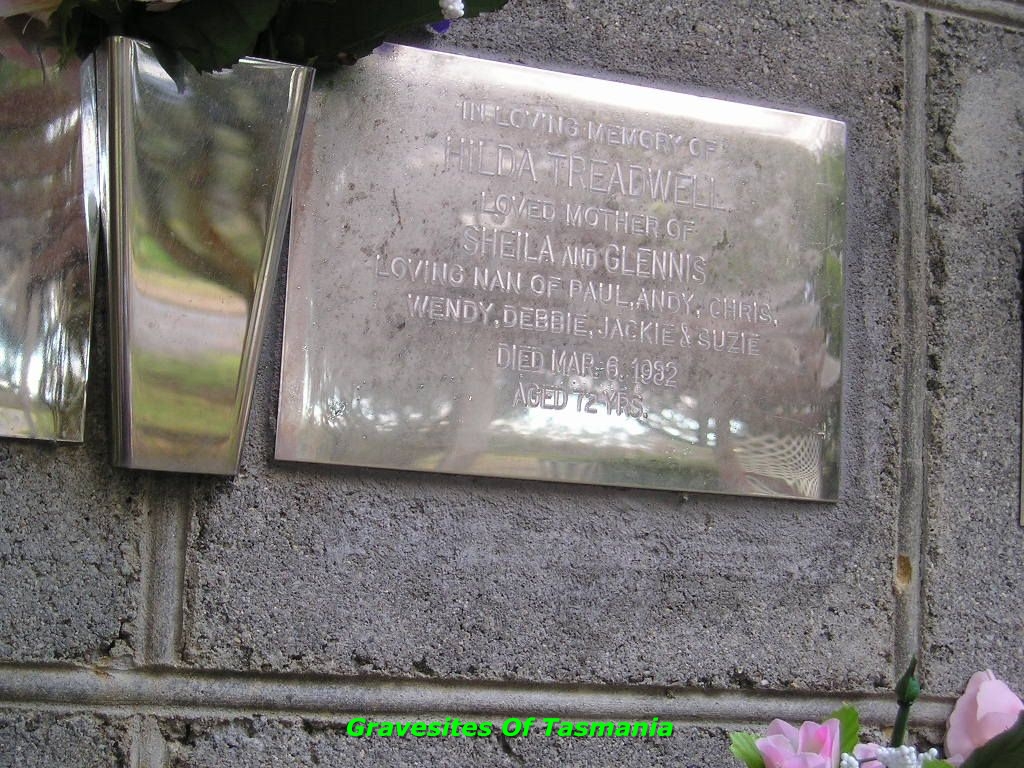 IN LOVING MEMORY OF
HILDA TREADWELL
LOVED MOTHER OF
SHEILA AND GLENNIS
LOVING NAN OF PAUL, ANDY, CHRIS,
WENDY, DEBBIE, JACKIE & SUZIE
DIED MAR. 6. 1982
AGED 72 YRS.
Gravesites Of Tasmania